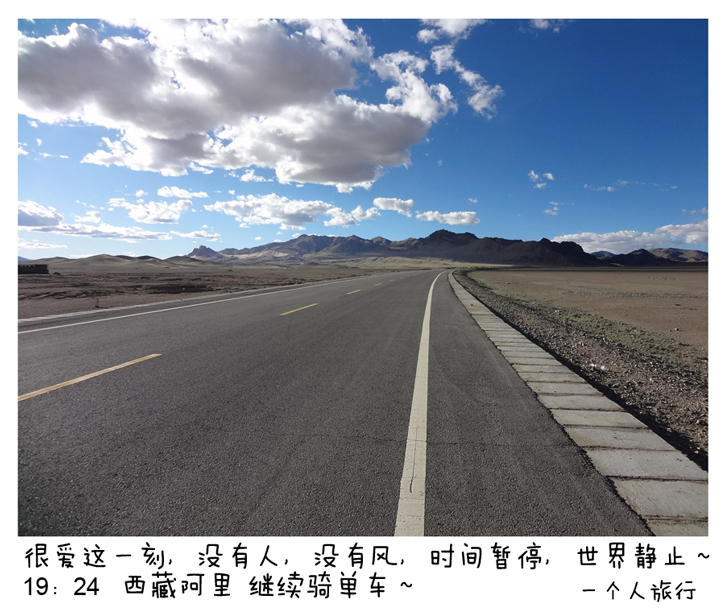 很爱这一刻, 没有人, 没有风, 时间暂停, 世界静止~
19: 24 西藏阿里 继续骑单车~
一个人旅行